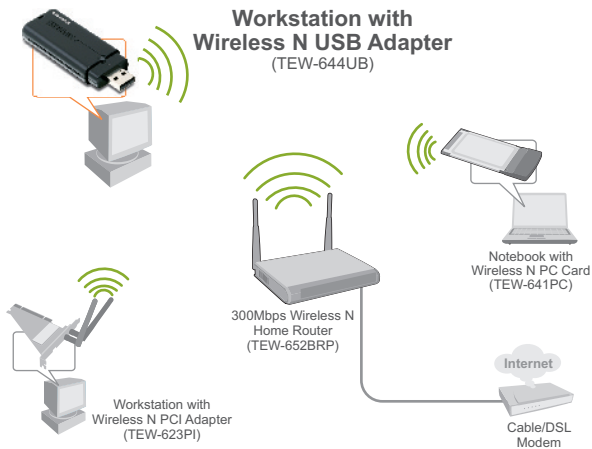 Workstation with
Wireless N USB Adapter
(TEW-644UB)
Notebook with
Wireless N PC Card
(TEW-641PC)
300Mbps Wireless N
Home Router
(TEW-652BRP)
Internet
Cable/DSL
Modem
Workstation with
Wireless N PCI Adapter
(TEW-623PI)